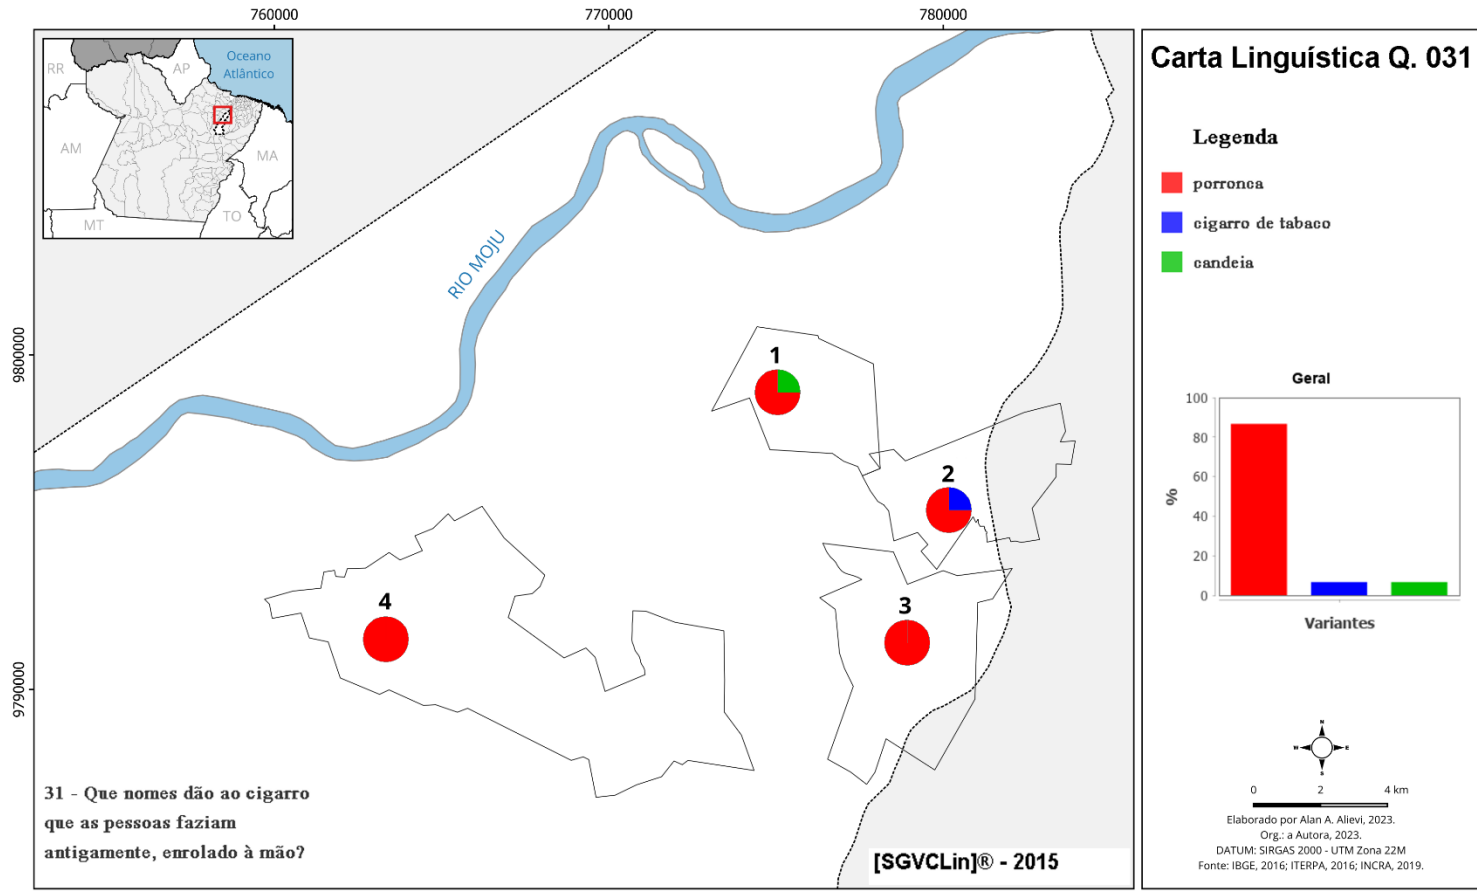 760000
770000
780000
Carta Linguística Q. 031
Oceano
Atlântico
RR
AP
AM
MA
MT
TO
Legenda
porronca
cigarro de tabaco
candeia
RIO MOJU
9800000
9790000
1
2
3
4
Geral
100
80
60
40
20
0
%
Variantes
31 - Que nomes dão ao cigarro
que as pessoas faziam
antigamente, enrolado à mão?
[SGVCLin]® - 2015
N
W
E
S
0 2 4 km
Elaborado por Alan A. Alievi, 2023.
Org.: a Autora, 2023.
DATUM: SIRGAS 2000 - UTM Zona 22M
Fonte: IBGE, 2016; ITERPA, 2016; INCRA, 2019.